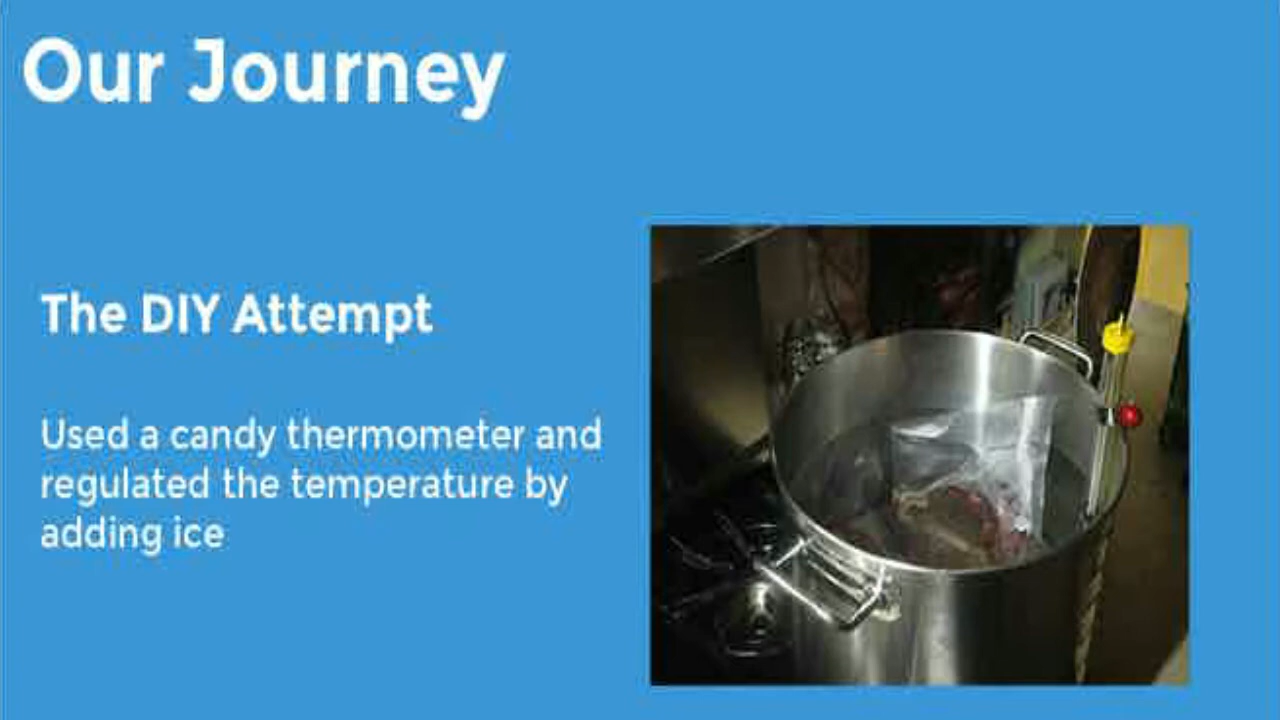 Our Journey
The DIY Attempt
Used a candy thermometer and
regulated the temperature by
adding ice